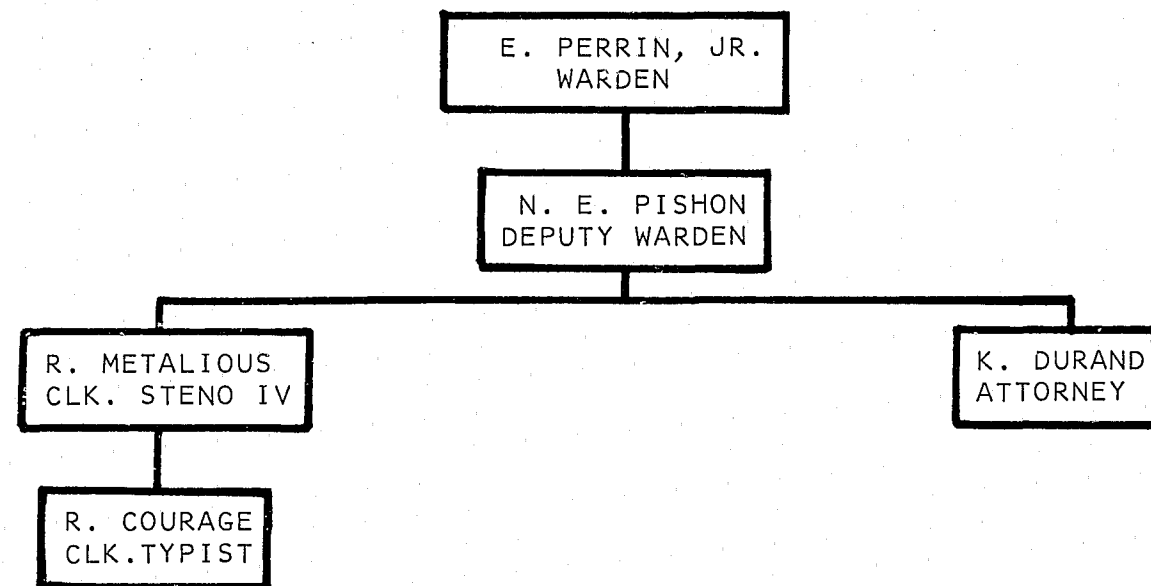 E. PERRIN, JR.
WARDEN
N. E. PISHON
DEPUTY WARDEN
R. METALIOUS
CLK. STENO IV
K. DURAND
ATTORNEY
R. COURAGE
CLK.TYPIST